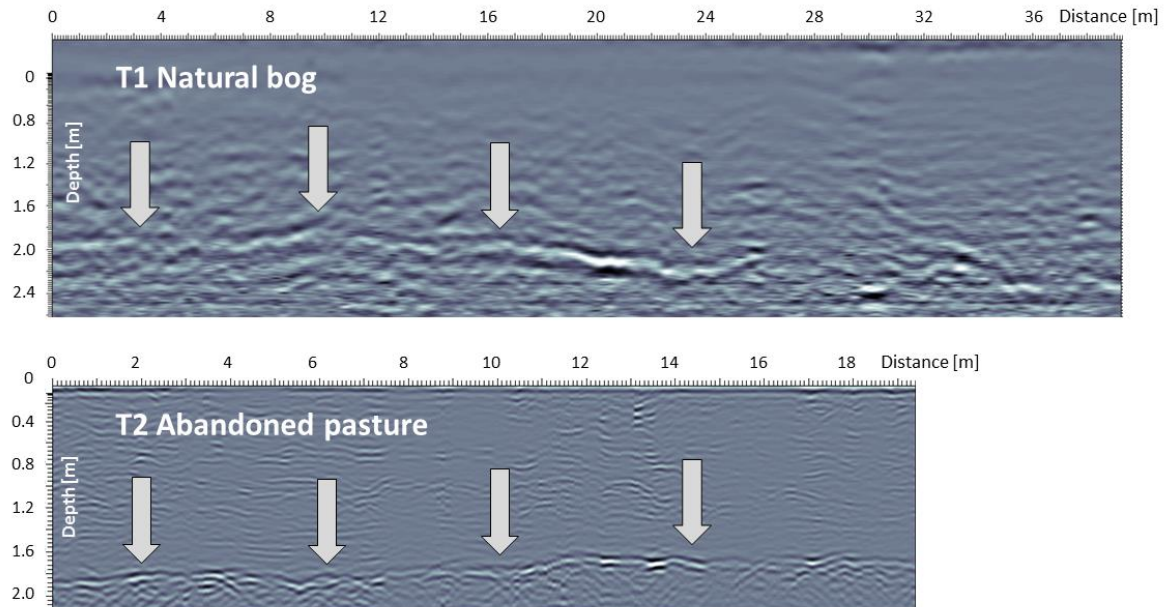 0 4 8 12 16 20 24 28 32 36 Distance [m]
T1 Natural bog
Depth [m]
0
0.8
1.2
1.6
2.0
2.4
0 2 4 6 8 10 12 14 16 18 Distance [m]
T2 Abandoned pasture
Depth [m]
0
0.4
0.8
1.2
1.6
2.0